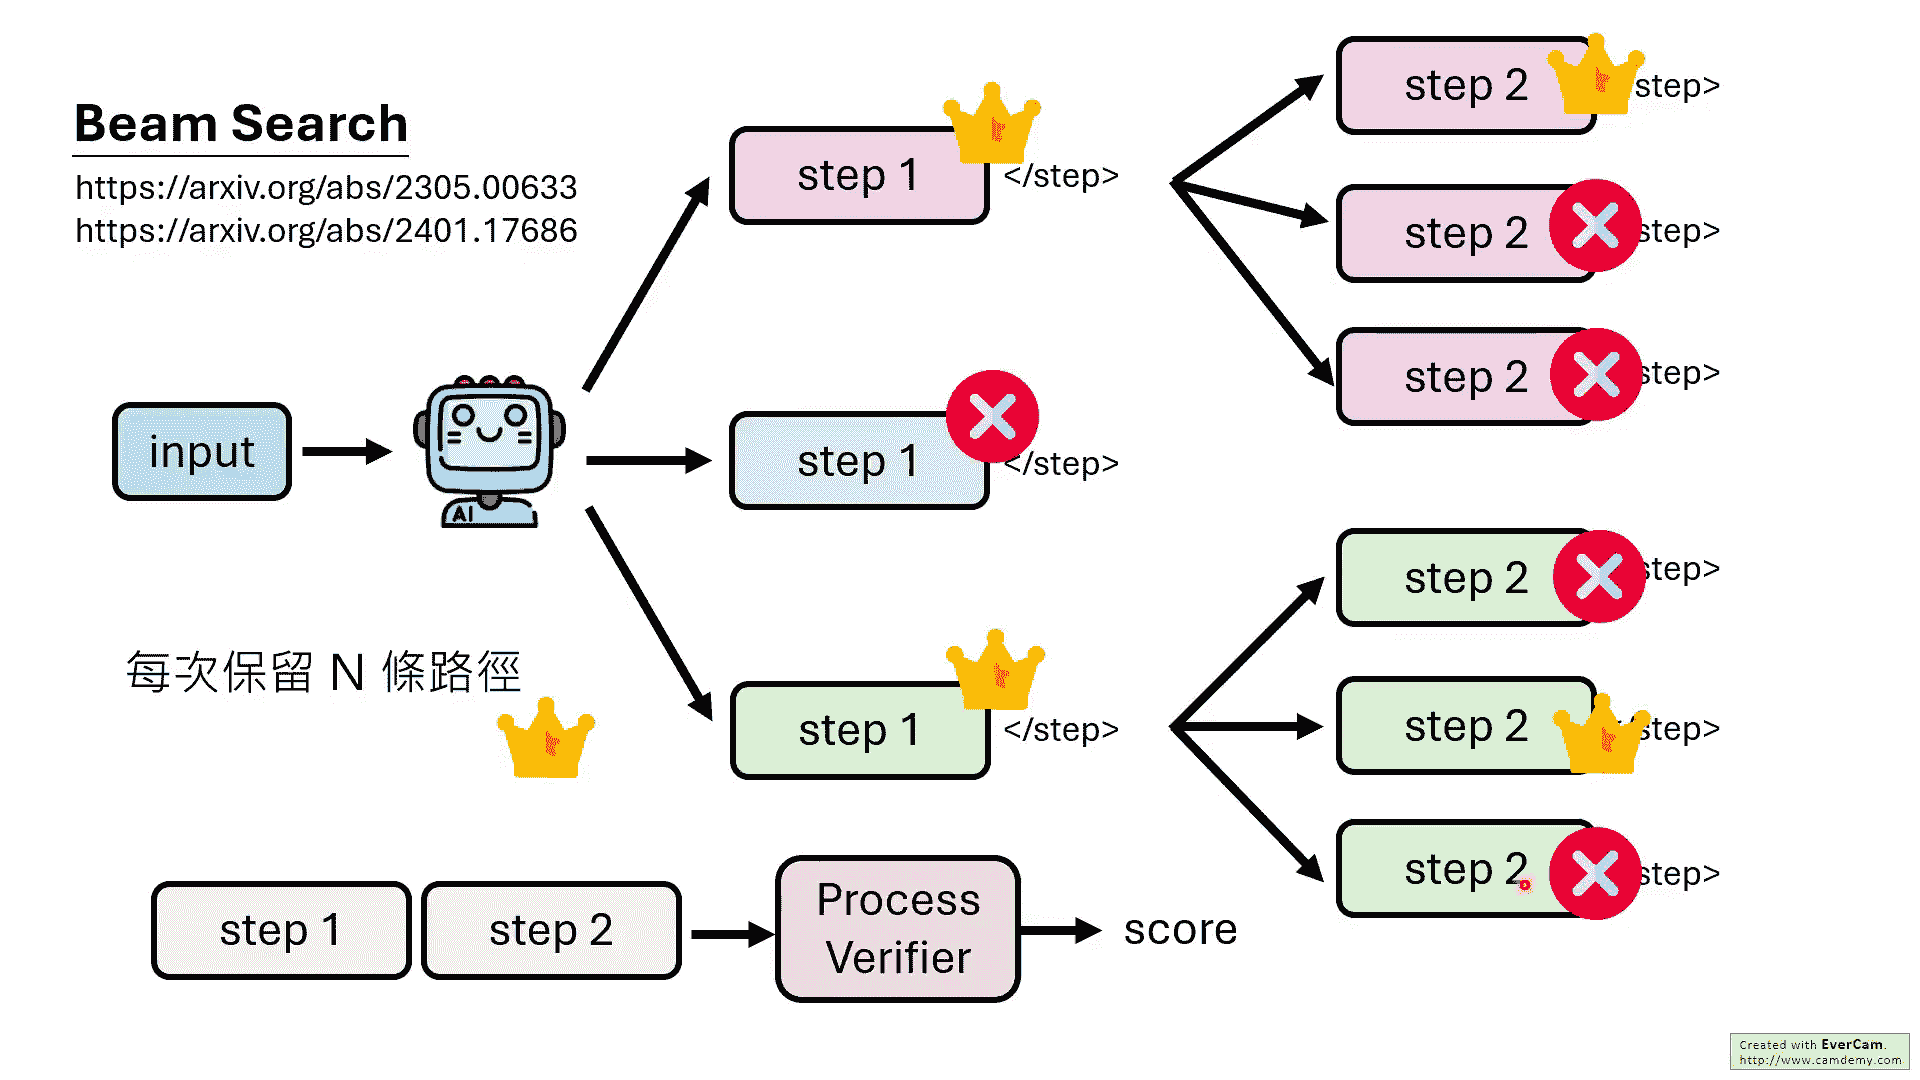 Beam Search
https://arxiv.org/abs/2305.00633
https://arxiv.org/abs/2401.17686
input
AI
step 1
</step>
step 1
</step>
step 1
</step>
step 2
step>
step 2
step>
step 2
step>
step 2
step>
step 2
step>
step 2
step>
每次保留 N 條路徑
step 1
step 2
Process
Verifier
score
Created with EverCam.
http://www.camdemy.com